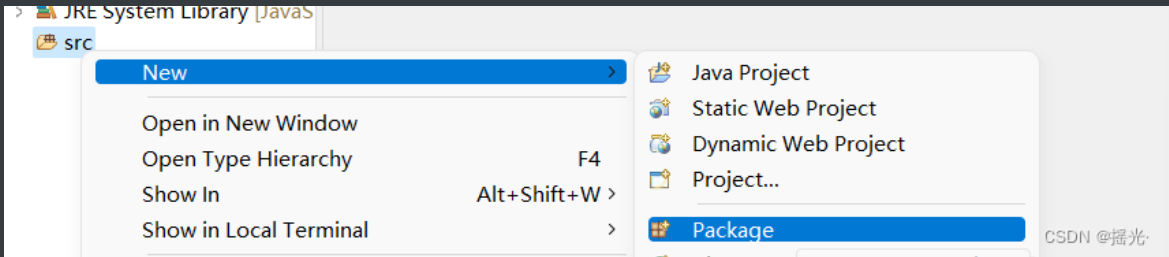 JRE System Library [JavaS
src
New
Open in New Window
Open Type Hierarchy F4
Show In Alt+Shift+W
Show in Local Terminal
Java Project
Static Web Project
Dynamic Web Project
Project...
Package
CSDN @摇光·